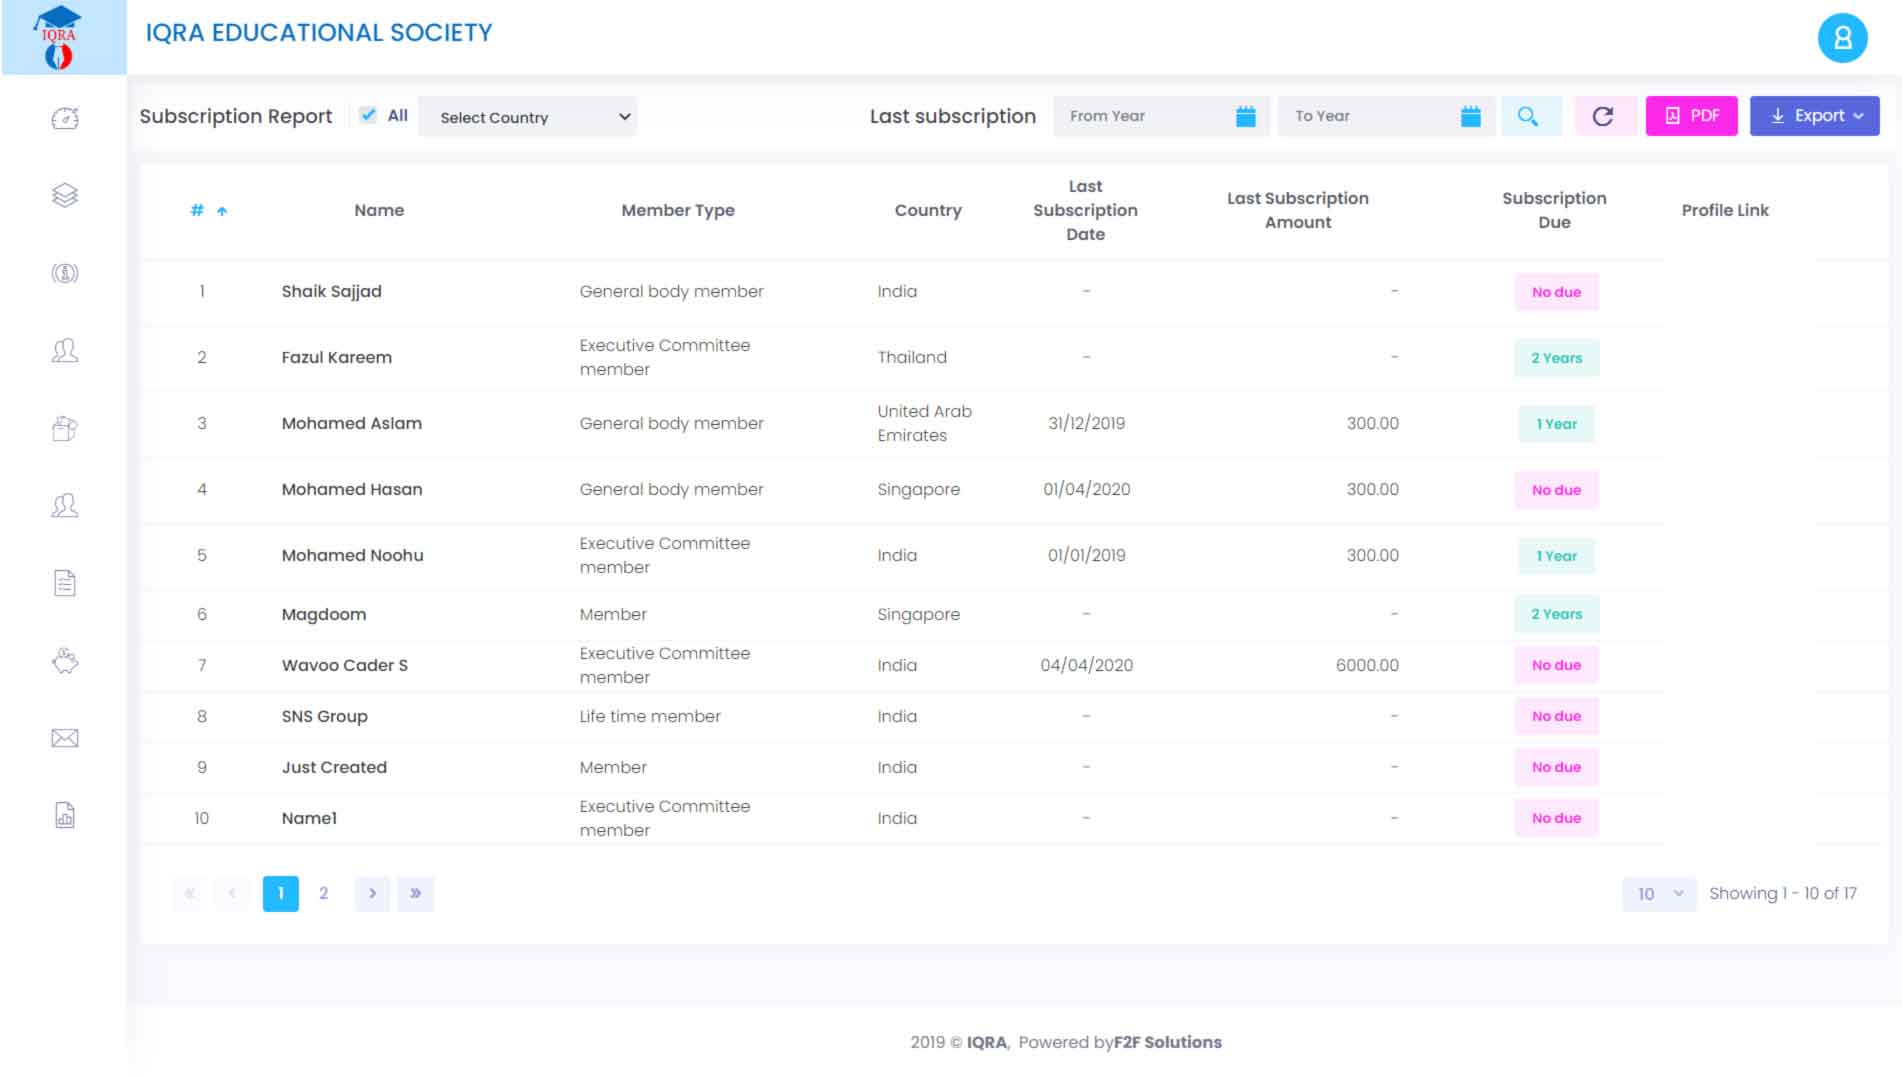 IQRA
IQRA EDUCATIONAL SOCIETY
Subscription Report All Select Country Last subscription From Year To Year PDF Export
# Name Member Type Country Last Subscription Date Last Subscription Amount Subscription Due Profile Link
1 Shaik Sajjad General body member India - - No due
2 Fazul Kareem Executive Committee member Thailand - - 2 Years
3 Mohamed Aslam General body member United Arab Emirates 31/12/2019 300.00 1 Year
4 Mohamed Hasan General body member Singapore 01/04/2020 300.00 No due
5 Mohamed Noohu Executive Committee member India 01/01/2019 300.00 1 Year
6 Magdoom Member Singapore - - 2 Years
7 Wavoo Cader S Executive Committee member India 04/04/2020 6000.00 No due
8 SNS Group Life time member India - - No due
9 Just Created Member India - - No due
10 Name1 Executive Committee member India - - No due
« ‹ 1 2 › » 10 Showing 1 - 10 of 17
2019 © IQRA, Powered byF2F Solutions